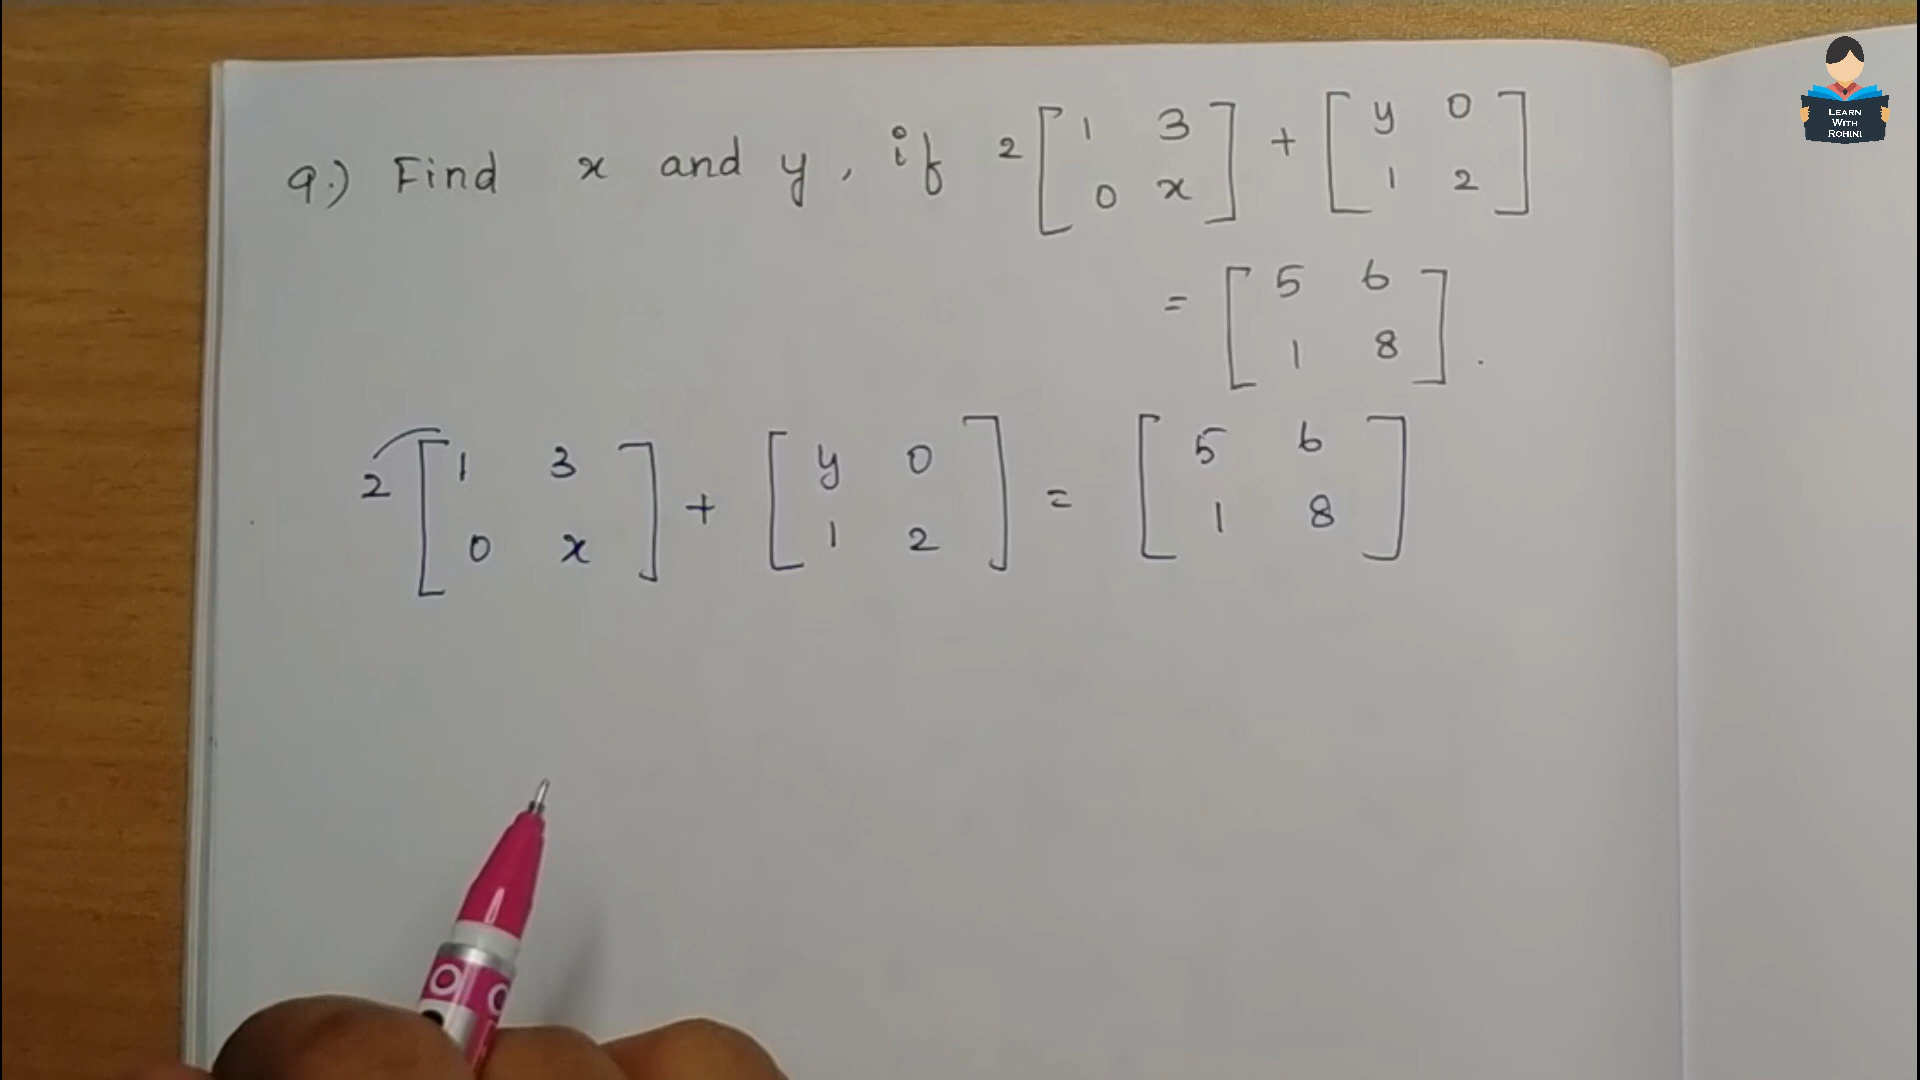 9.) Find x and y, if 2 [ 1 3 ] + [ y 0 ]
0 x 1 2
= [ 5 6 ]
1 8 .
2 [ 1 3 ] + [ y 0 ] = [ 5 6 ]
0 x 1 2 1 8
LEARN
WITH
ROHINI